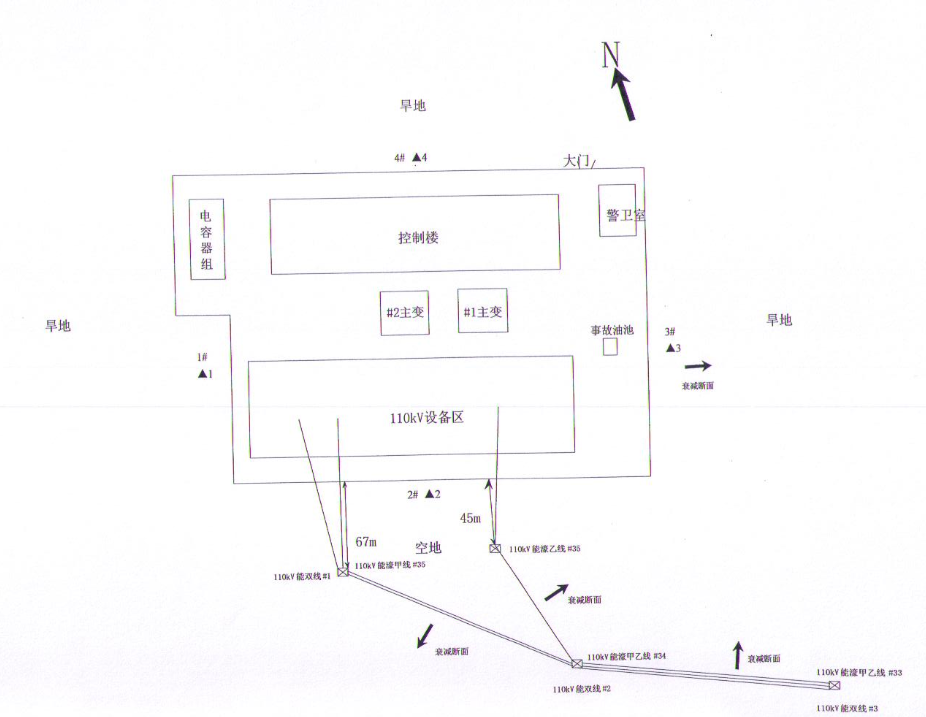 N
旱地
4# ▲4
大门
电容器组
控制楼
警卫室
#2主变
#1主变
旱地
旱地
事故油池
3#
▲3
1#
▲1
衰减断面
110kV设备区
2# ▲2
45m
67m
空地
110kV能濠乙线 #35
110kV能濠甲线 #35
110kV能双线 #1
衰减断面
衰减断面
110kV能濠甲乙线 #34
衰减断面
110kV能双线 #2
110kV能濠甲乙线 #33
110kV能双线 #3